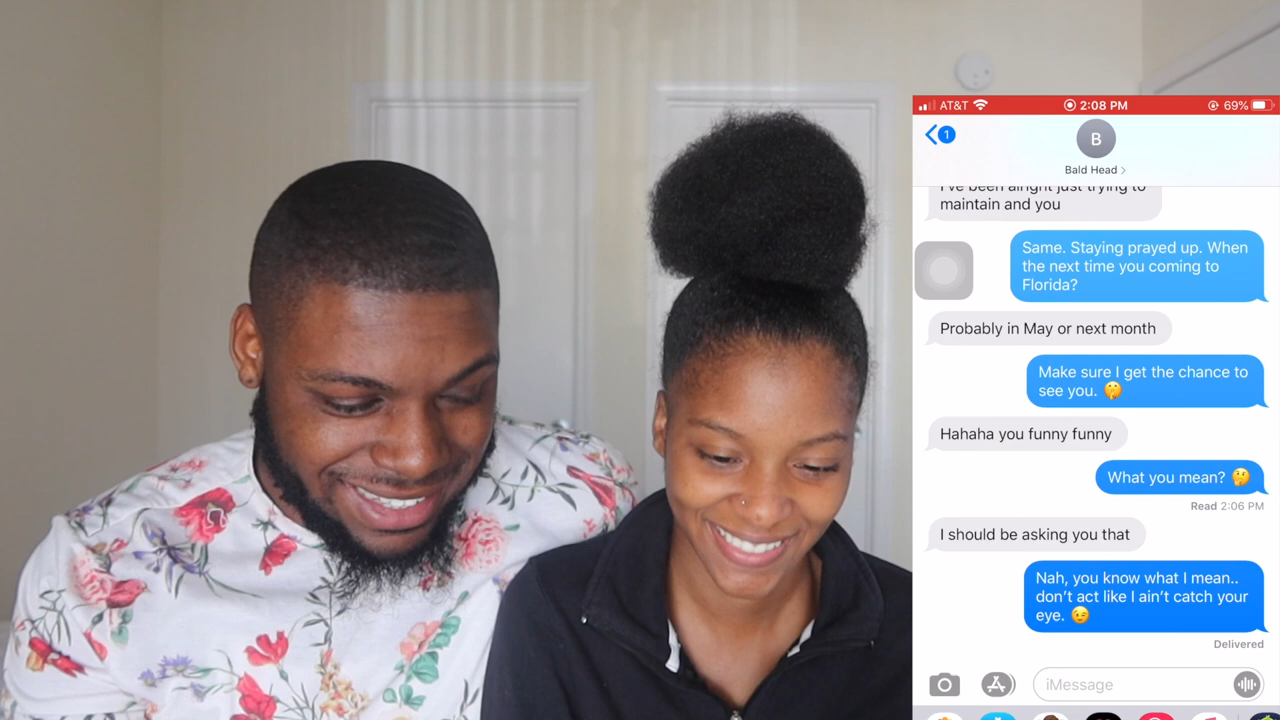 AT&T
2:08 PM
69%
1
B
Bald Head
I've been alright just trying to
maintain and you
Same. Staying prayed up. When
the next time you coming to
Florida?
Probably in May or next month
Make sure I get the chance to
see you. 🤫
Hahaha you funny funny
What you mean? 🤔
Read 2:06 PM
I should be asking you that
Nah, you know what I mean..
don't act like I ain't catch your
eye. 😉
Delivered
iMessage